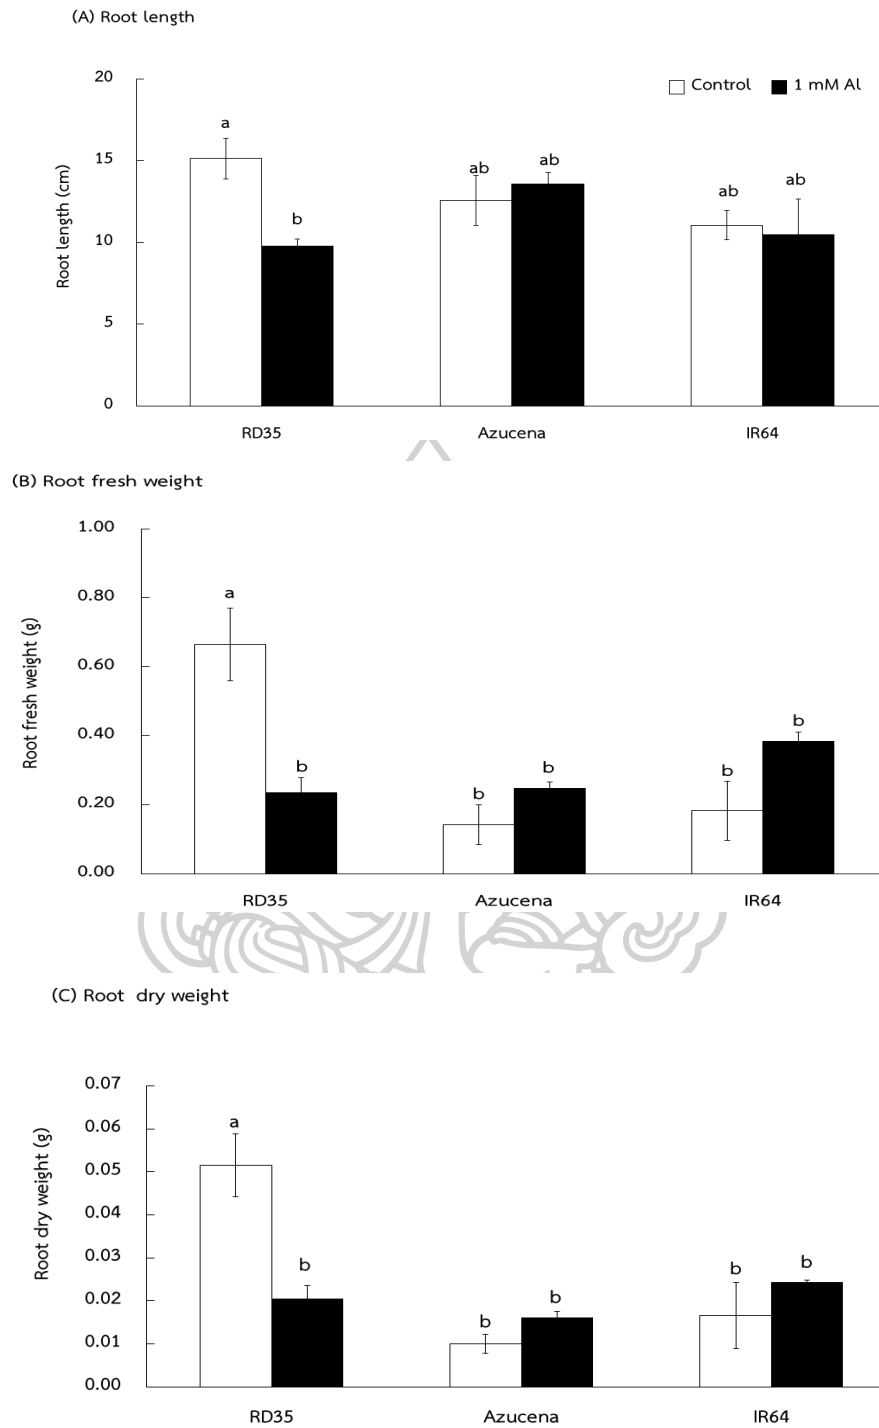 (A) Root length
20
Control 1 mM Al
a
15
ab ab
ab ab
b
10
5
0
Root length (cm)
RD35 Azucena IR64
(B) Root fresh weight
1.00
0.80
a
0.60
0.40
b
b b
b b
0.20
0.00
Root fresh weight (g)
RD35 Azucena IR64
(C) Root dry weight
0.07
0.06
a
0.05
0.04
0.03
b b b
b b
0.02
0.01
0.00
Root dry weight (g)
RD35 Azucena IR64